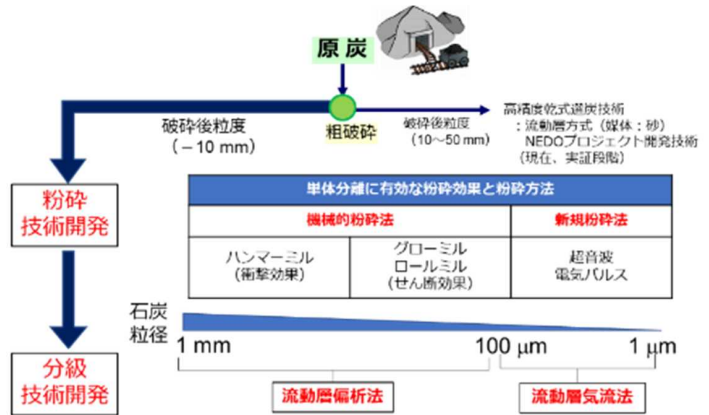 原 炭
破砕後粒度
(－10 mm)
粗破砕
破砕後粒度
(10～50 mm)
高精度乾式選炭技術
：流動層方式（媒体：砂）
NEDOプロジェクト開発技術
（現在、実証段階）
粉砕
技術開発
単体分離に有効な粉砕効果と粉砕方法
機械的粉砕法
新規粉砕法
ハンマーミル
(衝撃効果)
グローミル
ロールミル
(せん断効果)
超音波
電気パルス
石炭
粒径
1 mm
100 μm
1 μm
分級
技術開発
流動層偏析法
流動層気流法